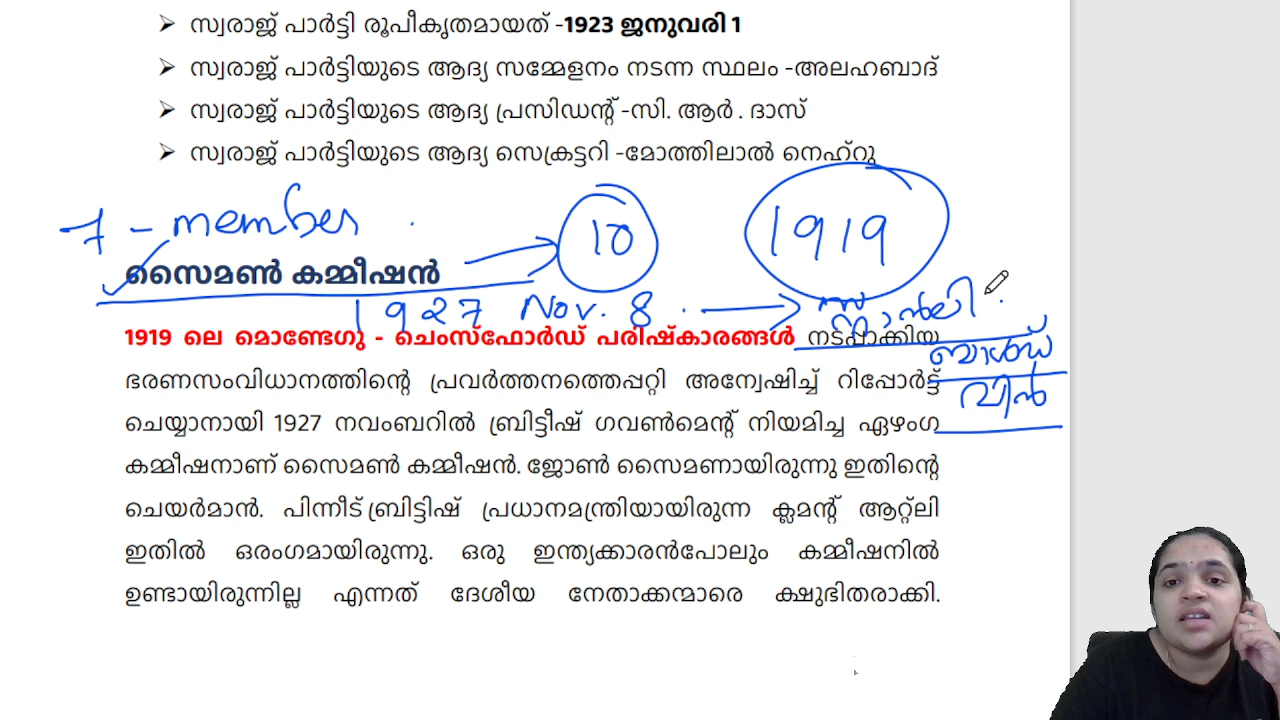 ➤ സ്വരാജ് പാർട്ടി രൂപീകൃതമായത് -1923 ജനുവരി 1
➤ സ്വരാജ് പാർട്ടിയുടെ ആദ്യ സമ്മേളനം നടന്ന സ്ഥലം -അലഹബാദ്
➤ സ്വരാജ് പാർട്ടിയുടെ ആദ്യ പ്രസിഡന്റ് -സി. ആർ . ദാസ്
➤ സ്വരാജ് പാർട്ടിയുടെ ആദ്യ സെക്രട്ടറി -മോത്തിലാൽ നെഹ്റു
7 - member
10
1919
സൈമൺ കമ്മീഷൻ
1927 Nov. 8
സ്റ്റാൻലി
ബാൾഡ്
വിൻ
1919 ലെ മൊണ്ടേഗു - ചെംസ്ഫോർഡ് പരിഷ്കാരങ്ങൾ നടപ്പാക്കിയ
ഭരണസംവിധാനത്തിന്റെ പ്രവർത്തനത്തെപ്പറ്റി അന്വേഷിച്ച് റിപ്പോർട്ട്
ചെയ്യാനായി 1927 നവംബറിൽ ബ്രിട്ടീഷ് ഗവൺമെന്റ് നിയമിച്ച ഏഴംഗ
കമ്മീഷനാണ് സൈമൺ കമ്മീഷൻ. ജോൺ സൈമണായിരുന്നു ഇതിന്റെ
ചെയർമാൻ. പിന്നീട് ബ്രിട്ടിഷ് പ്രധാനമന്ത്രിയായിരുന്ന ക്ലമന്റ് ആറ്റ്ലി
ഇതിൽ ഒരംഗമായിരുന്നു. ഒരു ഇന്ത്യക്കാരൻപോലും കമ്മീഷനിൽ
ഉണ്ടായിരുന്നില്ല എന്നത് ദേശീയ നേതാക്കന്മാരെ ക്ഷുഭിതരാക്കി.